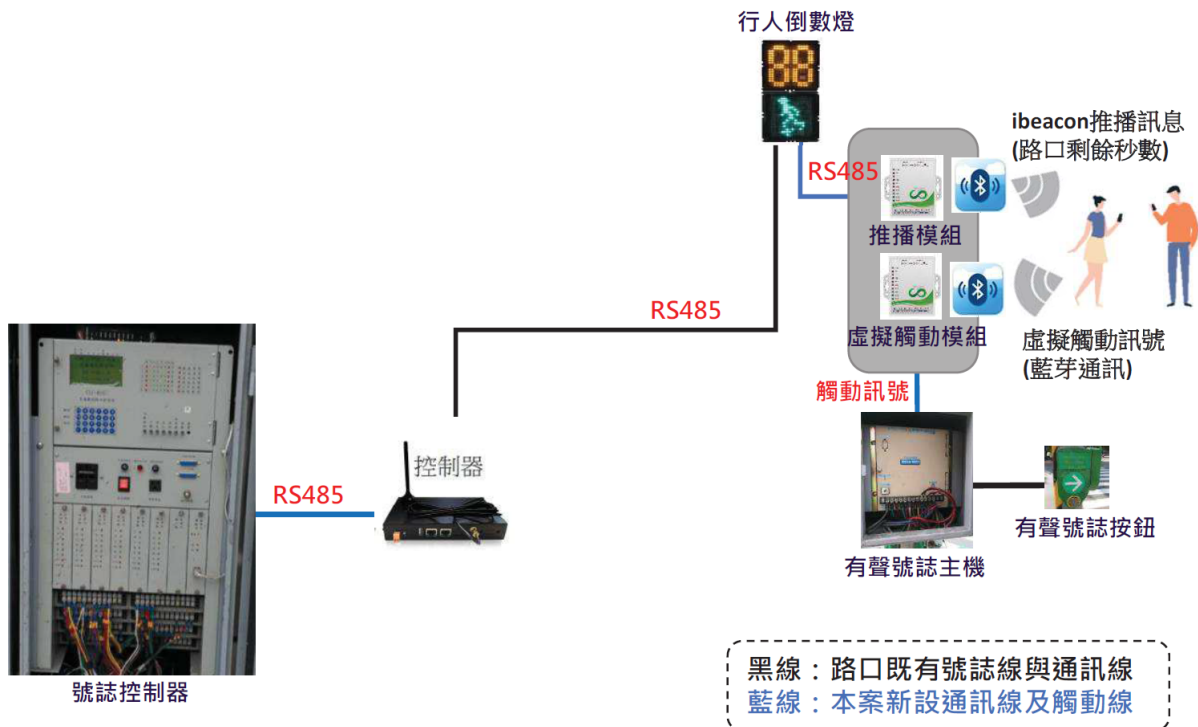 行人倒數燈
ibeacon推播訊息
(路口剩餘秒數)
RS485
推播模組
RS485
虛擬觸動模組
虛擬觸動訊號
(藍芽通訊)
觸動訊號
控制器
RS485
有聲號誌按鈕
有聲號誌主機
號誌控制器
黑線：路口既有號誌線與通訊線
藍線：本案新設通訊線及觸動線